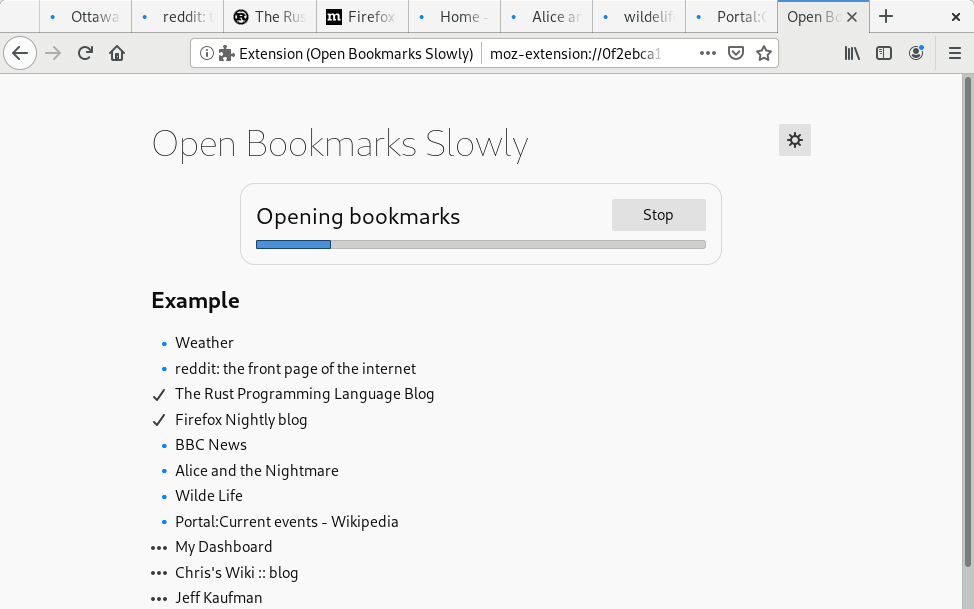 Ottawa
reddit: t
The Rus
Firefox
Home -
Alice an
wildelif
Portal:C
Open Bo
Extension (Open Bookmarks Slowly)
moz-extension://0f2ebca1
Open Bookmarks Slowly
Opening bookmarks
Stop
Example
Weather
reddit: the front page of the internet
The Rust Programming Language Blog
Firefox Nightly blog
BBC News
Alice and the Nightmare
Wilde Life
Portal:Current events - Wikipedia
My Dashboard
Chris's Wiki :: blog
Jeff Kaufman